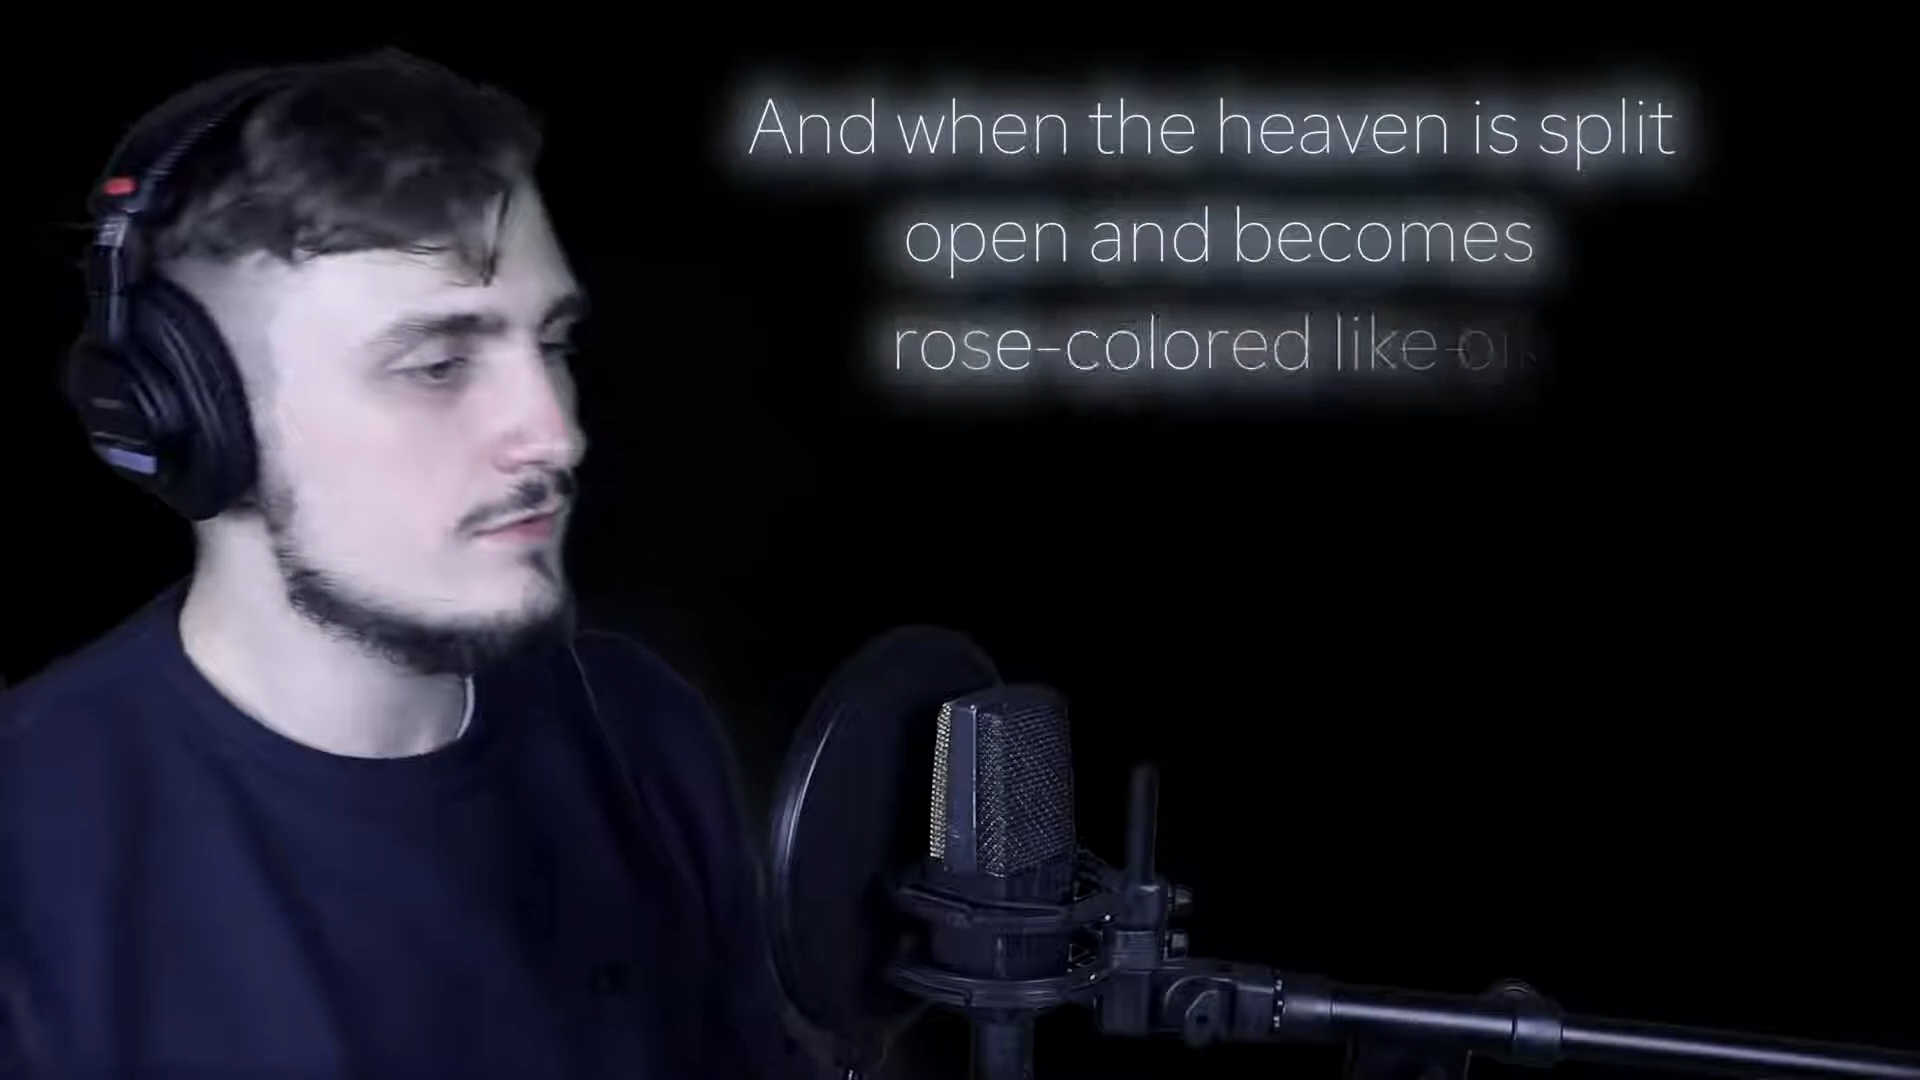 And when the heaven is split
open and becomes
rose-colored like